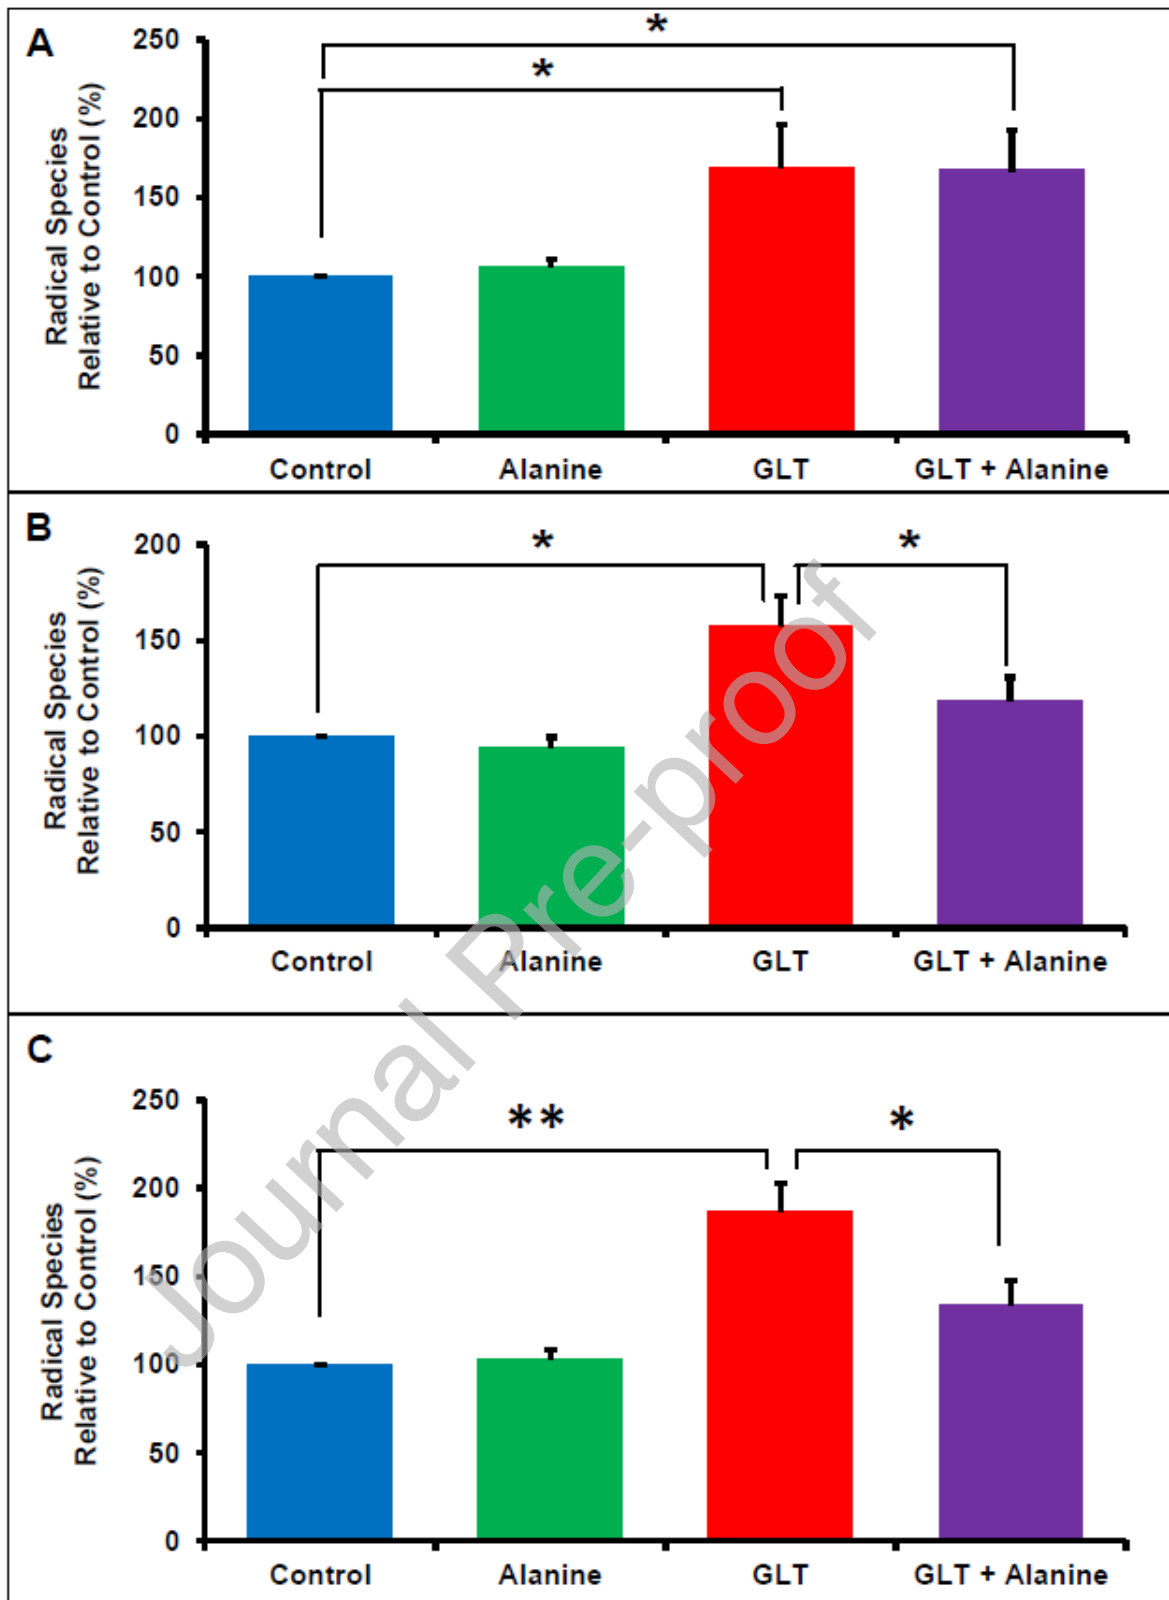 A
*
*
250
200
150
100
50
0
Radical Species
Relative to Control (%)
Control Alanine GLT GLT + Alanine
B
* *
200
150
100
50
0
Radical Species
Relative to Control (%)
Control Alanine GLT GLT + Alanine
C
** *
250
200
150
100
50
0
Radical Species
Relative to Control (%)
Control Alanine GLT GLT + Alanine
Journal Pre-proof